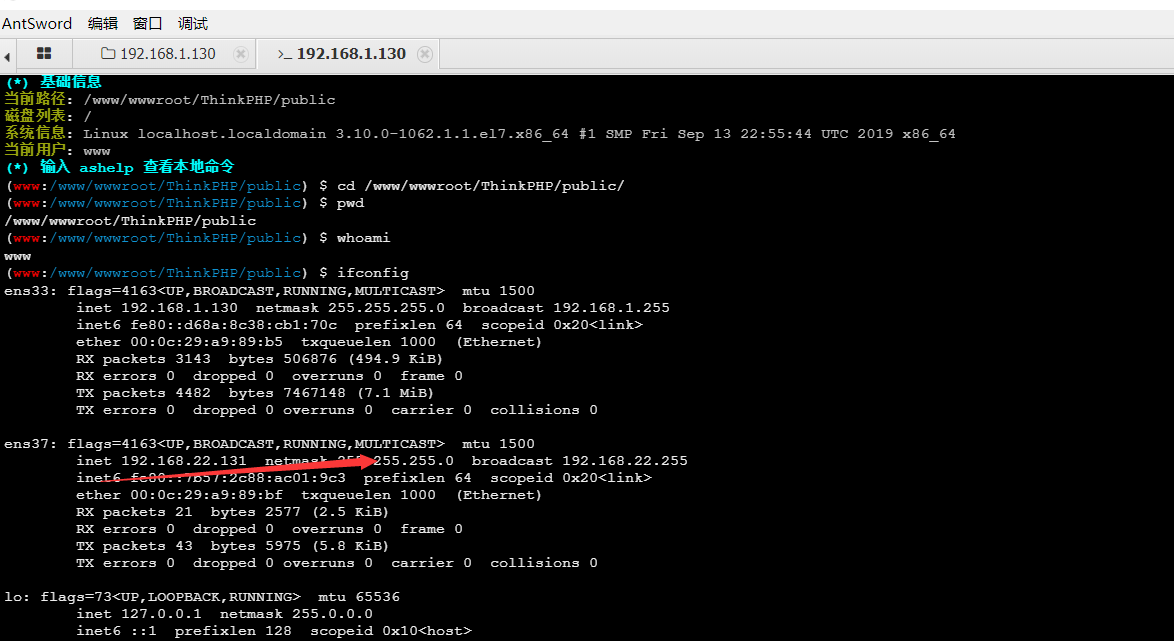 AntSword 编辑 窗口 调试
192.168.1.130 >_ 192.168.1.130
(*) 基础信息
当前路径: /www/wwwroot/ThinkPHP/public
磁盘列表: /
系统信息: Linux localhost.localdomain 3.10.0-1062.1.1.el7.x86_64 #1 SMP Fri Sep 13 22:55:44 UTC 2019 x86_64
当前用户: www
(*) 输入 ashelp 查看本地命令
(www:/www/wwwroot/ThinkPHP/public) $ cd /www/wwwroot/ThinkPHP/public/
(www:/www/wwwroot/ThinkPHP/public) $ pwd
/www/wwwroot/ThinkPHP/public
(www:/www/wwwroot/ThinkPHP/public) $ whoami
www
(www:/www/wwwroot/ThinkPHP/public) $ ifconfig
ens33: flags=4163<UP,BROADCAST,RUNNING,MULTICAST> mtu 1500
inet 192.168.1.130 netmask 255.255.255.0 broadcast 192.168.1.255
inet6 fe80::d68a:8c38:cb1:70c prefixlen 64 scopeid 0x20<link>
ether 00:0c:29:a9:89:b5 txqueuelen 1000 (Ethernet)
RX packets 3143 bytes 506876 (494.9 KiB)
RX errors 0 dropped 0 overruns 0 frame 0
TX packets 4482 bytes 7467148 (7.1 MiB)
TX errors 0 dropped 0 overruns 0 carrier 0 collisions 0
ens37: flags=4163<UP,BROADCAST,RUNNING,MULTICAST> mtu 1500
inet 192.168.22.131 netmask 255.255.255.0 broadcast 192.168.22.255
inet6 fe80::7b57:2c88:ac01:9c3 prefixlen 64 scopeid 0x20<link>
ether 00:0c:29:a9:89:bf txqueuelen 1000 (Ethernet)
RX packets 21 bytes 2577 (2.5 KiB)
RX errors 0 dropped 0 overruns 0 frame 0
TX packets 43 bytes 5975 (5.8 KiB)
TX errors 0 dropped 0 overruns 0 carrier 0 collisions 0
lo: flags=73<UP,LOOPBACK,RUNNING> mtu 65536
inet 127.0.0.1 netmask 255.0.0.0
inet6 ::1 prefixlen 128 scopeid 0x10<host>